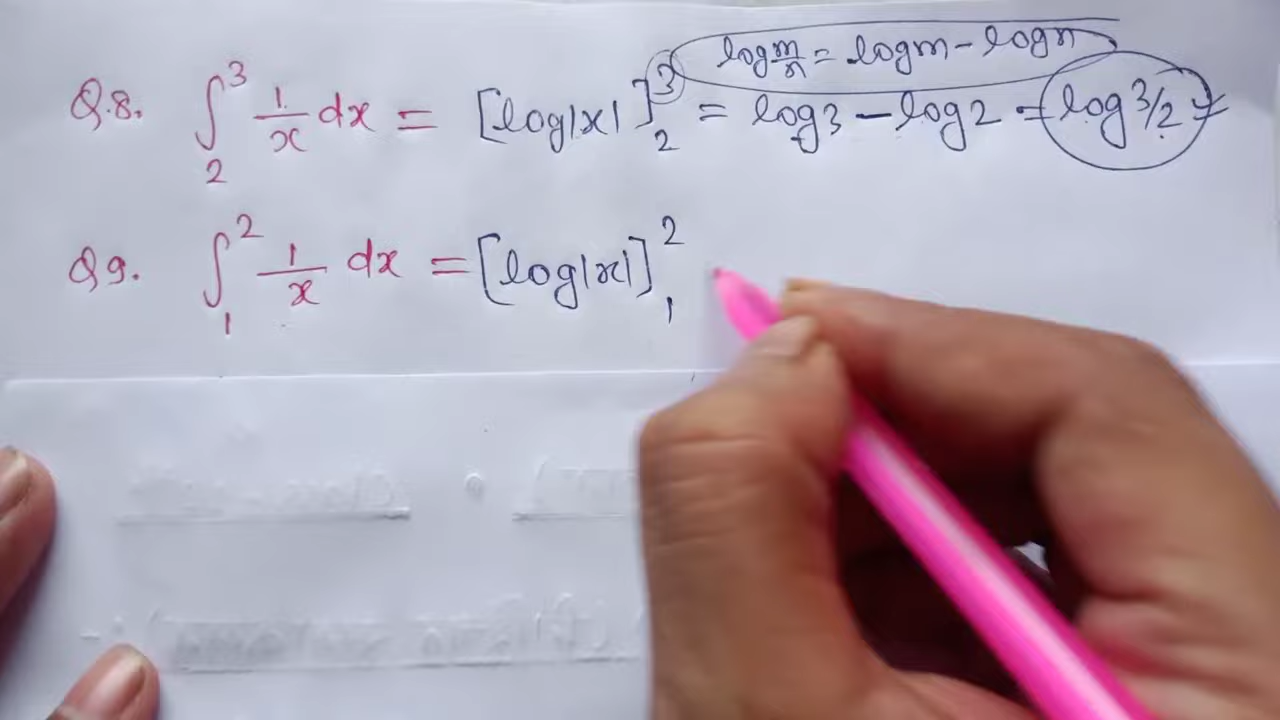 log m/n = log m - log n
Q.8. ∫₂³ 1/x dx = [log|x|]₂³ = log3 - log2 = log 3/2
Q9. ∫₁² 1/x dx = [log|x|]₁²